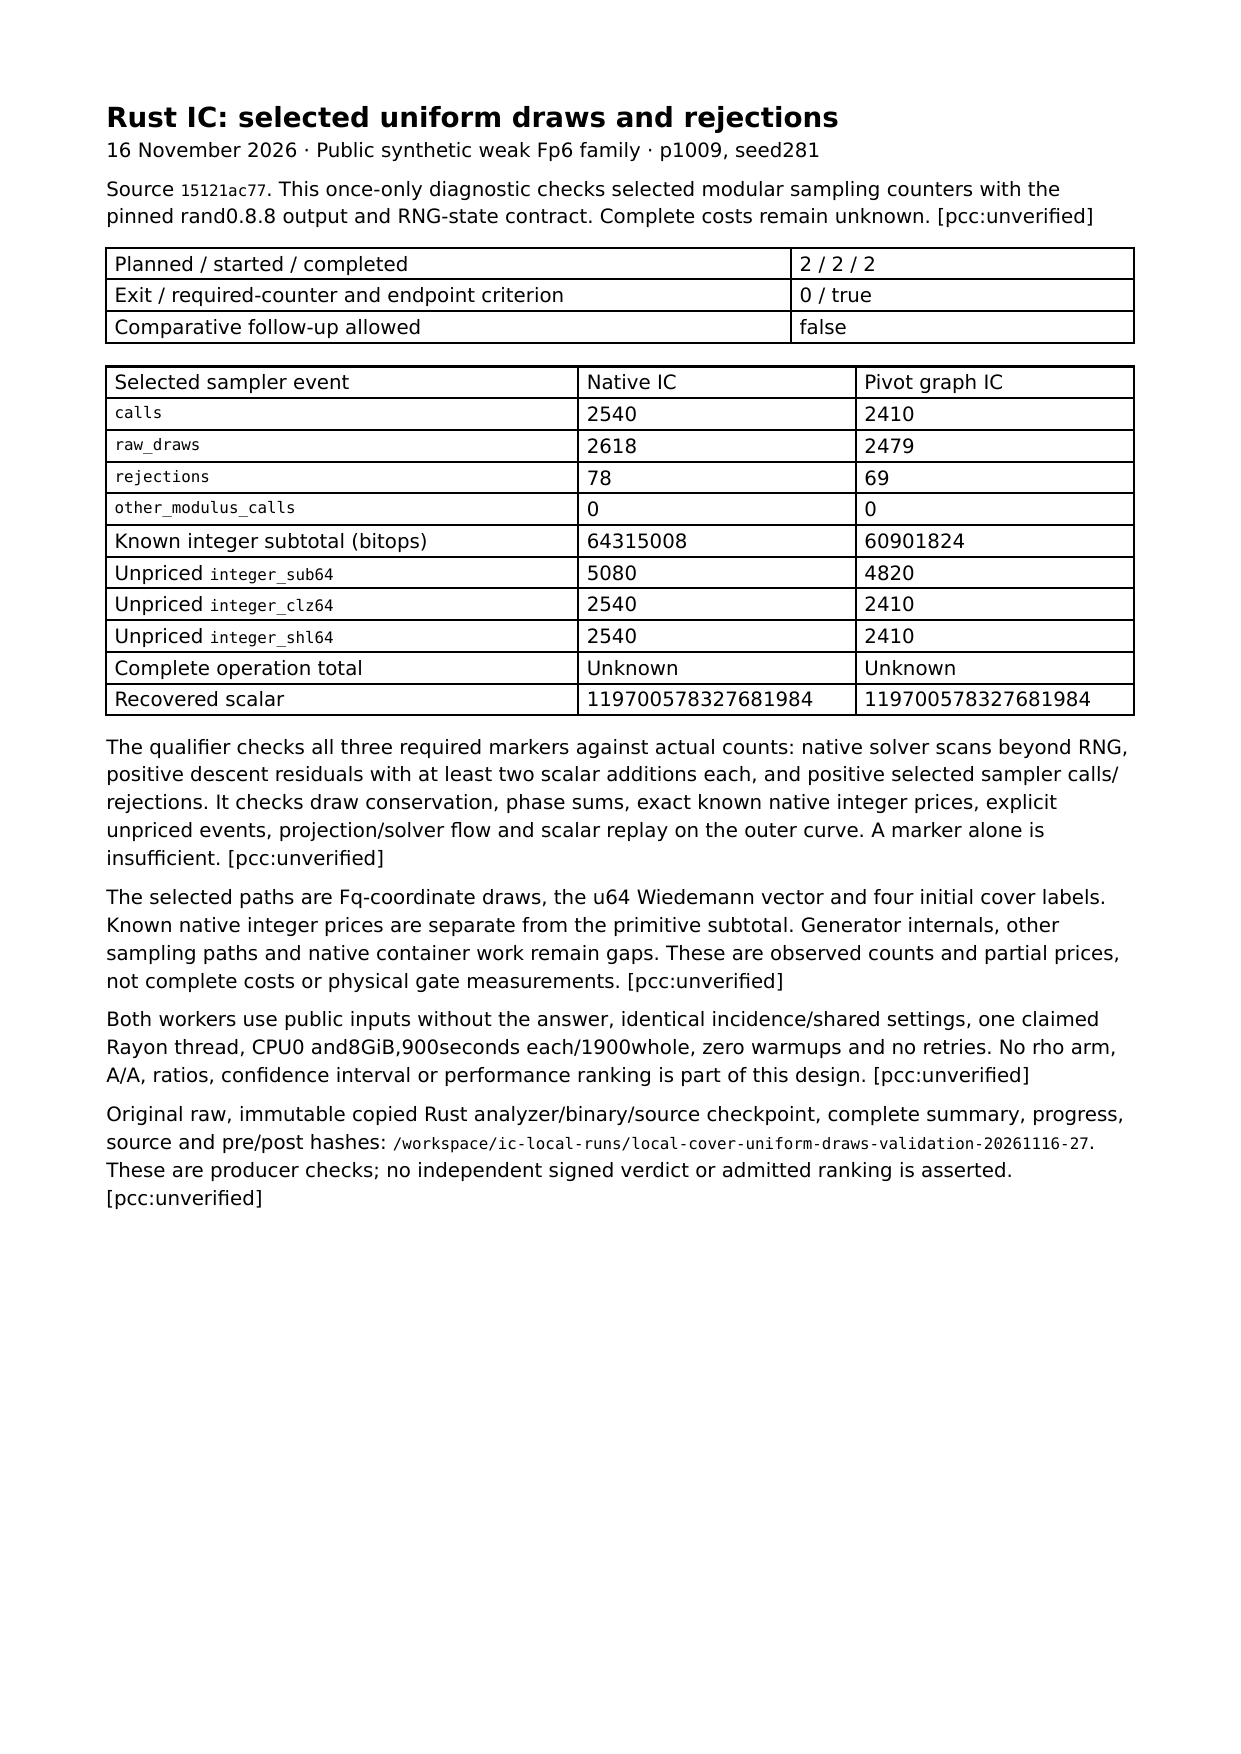 Rust IC: selected uniform draws and rejections
16 November 2026 · Public synthetic weak Fp6 family · p1009, seed281
Source 15121ac77. This once-only diagnostic checks selected modular sampling counters with the
pinned rand0.8.8 output and RNG-state contract. Complete costs remain unknown. [pcc:unverified]
Planned / started / completed 2 / 2 / 2
Exit / required-counter and endpoint criterion 0 / true
Comparative follow-up allowed false
Selected sampler event Native IC Pivot graph IC
calls 2540 2410
raw_draws 2618 2479
rejections 78 69
other_modulus_calls 0 0
Known integer subtotal (bitops) 64315008 60901824
Unpriced integer_sub64 5080 4820
Unpriced integer_clz64 2540 2410
Unpriced integer_shl64 2540 2410
Complete operation total Unknown Unknown
Recovered scalar 119700578327681984 119700578327681984
The qualifier checks all three required markers against actual counts: native solver scans beyond RNG,
positive descent residuals with at least two scalar additions each, and positive selected sampler calls/
rejections. It checks draw conservation, phase sums, exact known native integer prices, explicit
unpriced events, projection/solver flow and scalar replay on the outer curve. A marker alone is
insufficient. [pcc:unverified]
The selected paths are Fq-coordinate draws, the u64 Wiedemann vector and four initial cover labels.
Known native integer prices are separate from the primitive subtotal. Generator internals, other
sampling paths and native container work remain gaps. These are observed counts and partial prices,
not complete costs or physical gate measurements. [pcc:unverified]
Both workers use public inputs without the answer, identical incidence/shared settings, one claimed
Rayon thread, CPU0 and8GiB,900seconds each/1900whole, zero warmups and no retries. No rho arm,
A/A, ratios, confidence interval or performance ranking is part of this design. [pcc:unverified]
Original raw, immutable copied Rust analyzer/binary/source checkpoint, complete summary, progress,
source and pre/post hashes: /workspace/ic-local-runs/local-cover-uniform-draws-validation-20261116-27.
These are producer checks; no independent signed verdict or admitted ranking is asserted.
[pcc:unverified]